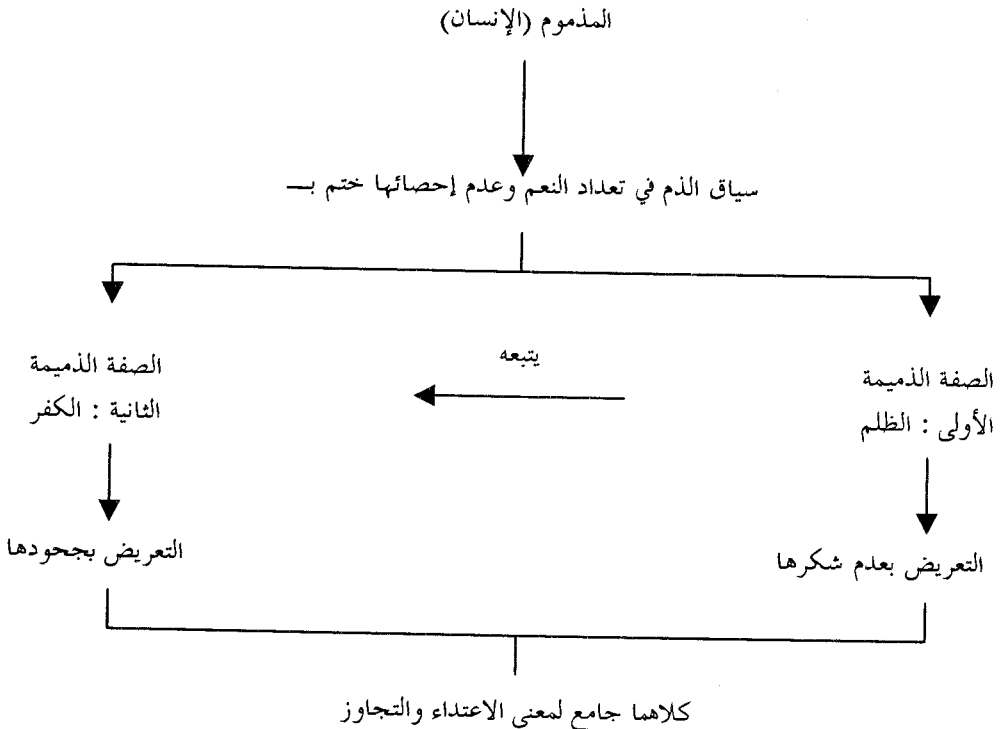 المذموم (الإنسان)
سياق الذم في تعداد النعم وعدم إحصائها ختم بـــ
الصفة الذميمة
الأولى : الظلم
يتبعه
الصفة الذميمة
الثانية : الكفر
التعريض بعدم شكرها
التعريض بجحودها
كلاهما جامع لمعنى الاعتداء والتجاوز